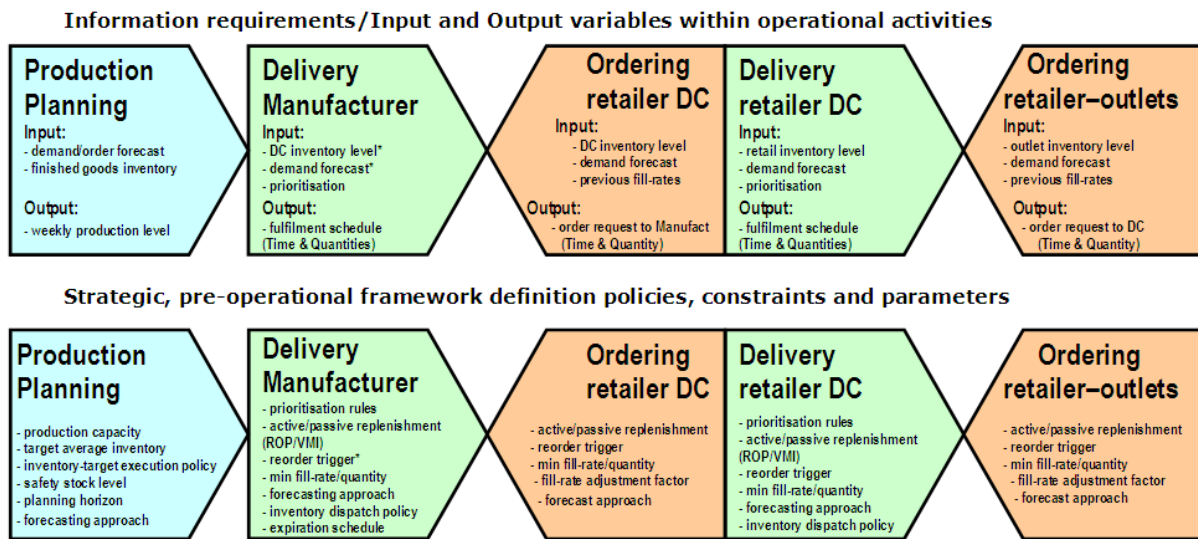 Information requirements/Input and Output variables within operational activities
Production
Planning
Input:
- demand/order forecast
- finished goods inventory
Output:
- weekly production level
Delivery
Manufacturer
Input:
- DC inventory level*
- demand forecast*
- prioritisation
Output:
- fulfilment schedule
(Time & Quantities)
Ordering
retailer DC
Input:
- DC inventory level
- demand forecast
- previous fill-rates
Output:
- order request to Manufact
(Time & Quantity)
Delivery
retailer DC
Input:
- retail inventory level
- demand forecast
- prioritisation
Output:
- fulfilment schedule
(Time & Quantities)
Ordering
retailer–outlets
Input:
- outlet inventory level
- demand forecast
- previous fill-rates
Output:
- order request to DC
(Time & Quantity)
Strategic, pre-operational framework definition policies, constraints and parameters
Production
Planning
- production capacity
- target average inventory
- inventory-target execution policy
- safety stock level
- planning horizon
- forecasting approach
Delivery
Manufacturer
- prioritisation rules
- active/passive replenishment
(ROP/VMI)
- reorder trigger*
- min fill-rate/quantity
- forecasting approach
- inventory dispatch policy
- expiration schedule
Ordering
retailer DC
- active/passive replenishment
- reorder trigger
- min fill-rate/quantity
- fill-rate adjustment factor
- forecast approach
Delivery
retailer DC
- prioritisation rules
- active/passive replenishment
(ROP/VMI)
- reorder trigger
- min fill-rate/quantity
- forecasting approach
- inventory dispatch policy
Ordering
retailer–outlets
- active/passive replenishment
- reorder trigger
- min fill-rate/quantity
- fill-rate adjustment factor
- forecast approach